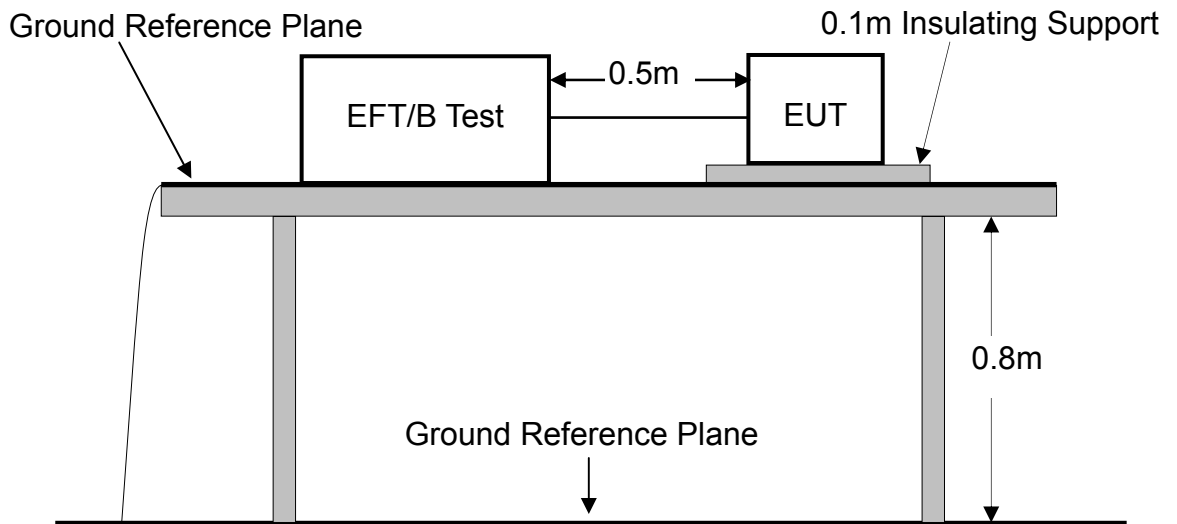 Ground Reference Plane
0.1m Insulating Support
0.5m
EFT/B Test
EUT
0.8m
Ground Reference Plane